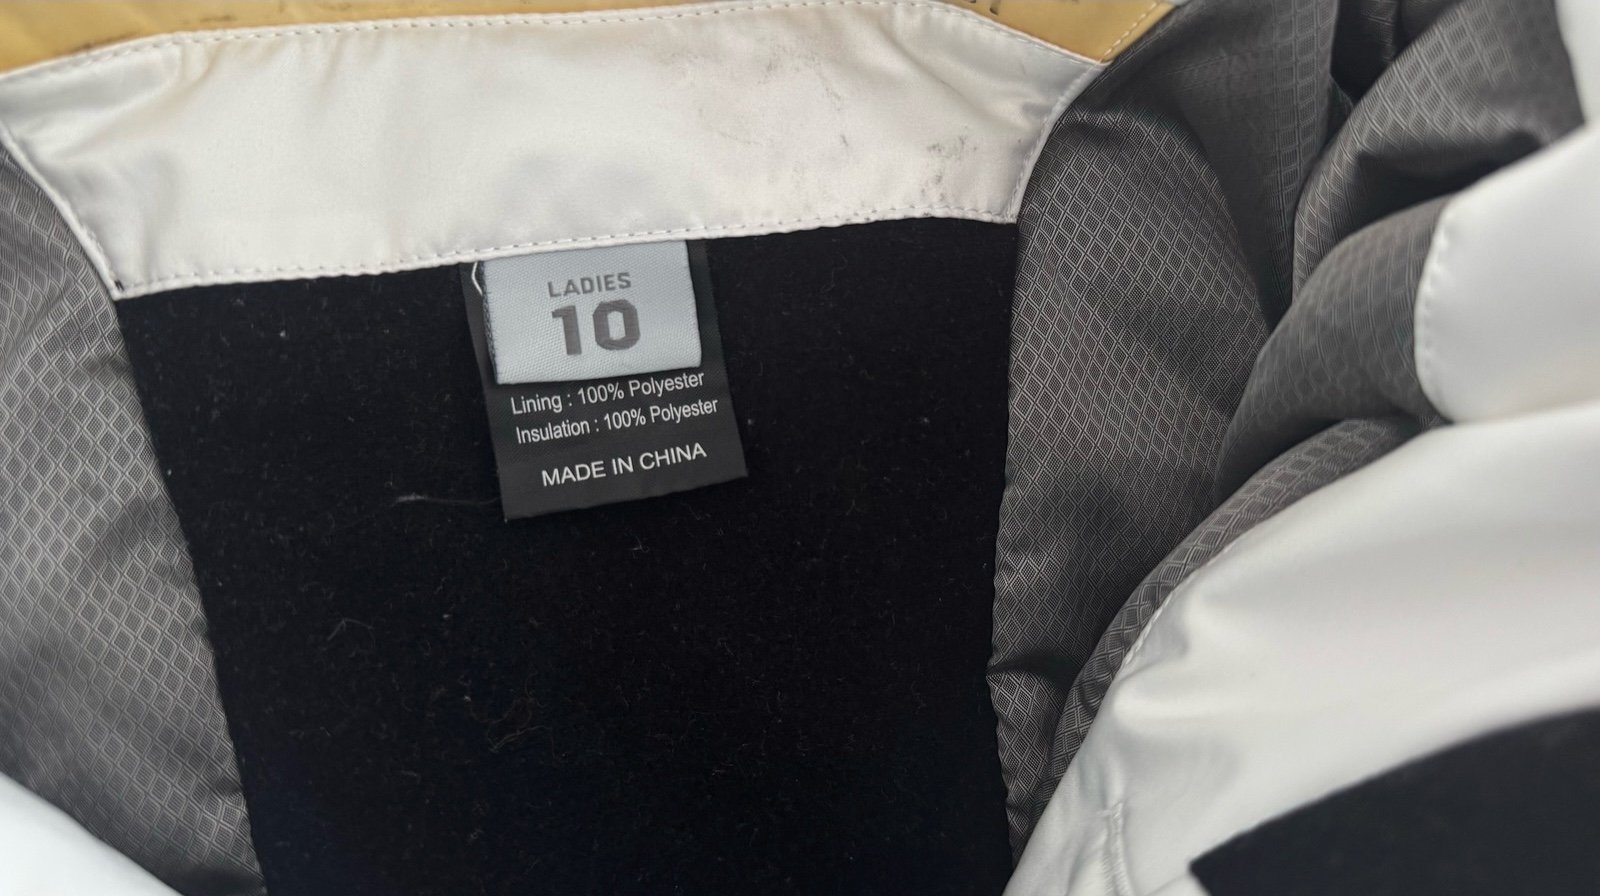 LADIES
10
Lining : 100% Polyester
Insulation : 100% Polyester
MADE IN CHINA